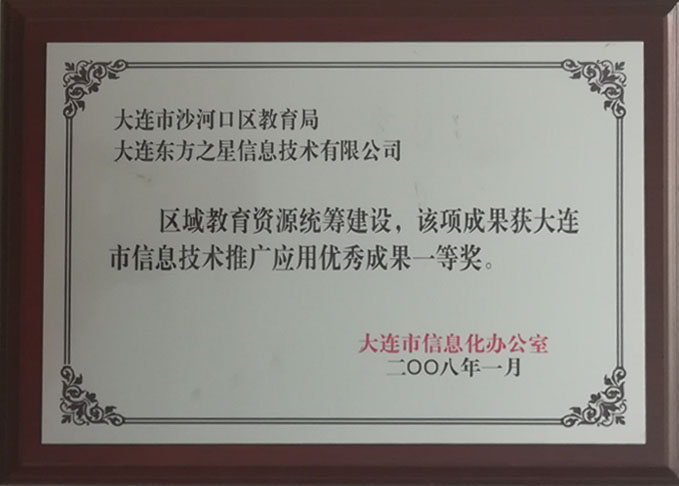 大连市沙河口区教育局
大连东方之星信息技术有限公司
区域教育资源统筹建设，该项成果获大连
市信息技术推广应用优秀成果一等奖。
大连市信息化办公室
二〇〇八年一月